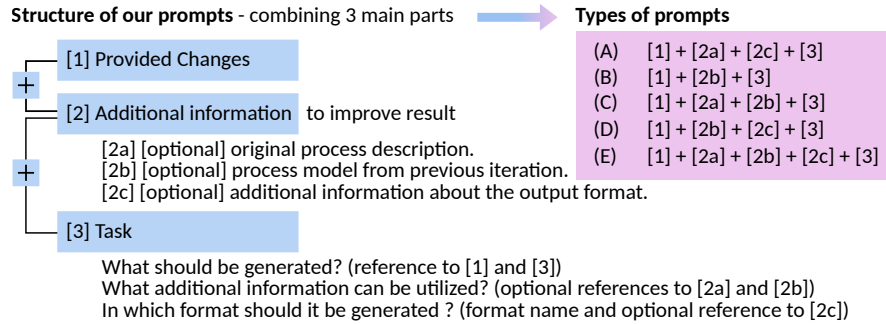 Structure of our prompts - combining 3 main parts
Types of prompts
[1] Provided Changes
+
[2] Additional information to improve result
[2a] [optional] original process description.
[2b] [optional] process model from previous iteration.
[2c] [optional] additional information about the output format.
+
[3] Task
What should be generated? (reference to [1] and [3])
What additional information can be utilized? (optional references to [2a] and [2b])
In which format should it be generated ? (format name and optional reference to [2c])
(A) [1] + [2a] + [2c] + [3]
(B) [1] + [2b] + [3]
(C) [1] + [2a] + [2b] + [3]
(D) [1] + [2b] + [2c] + [3]
(E) [1] + [2a] + [2b] + [2c] + [3]